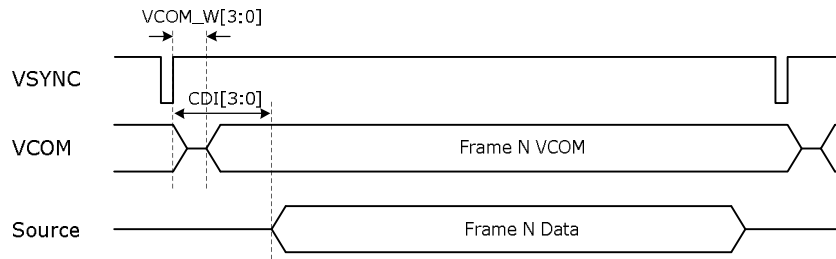 VCOM_W[3:0]
VSYNC
CDI[3:0]
VCOM
Frame N VCOM
Source
Frame N Data